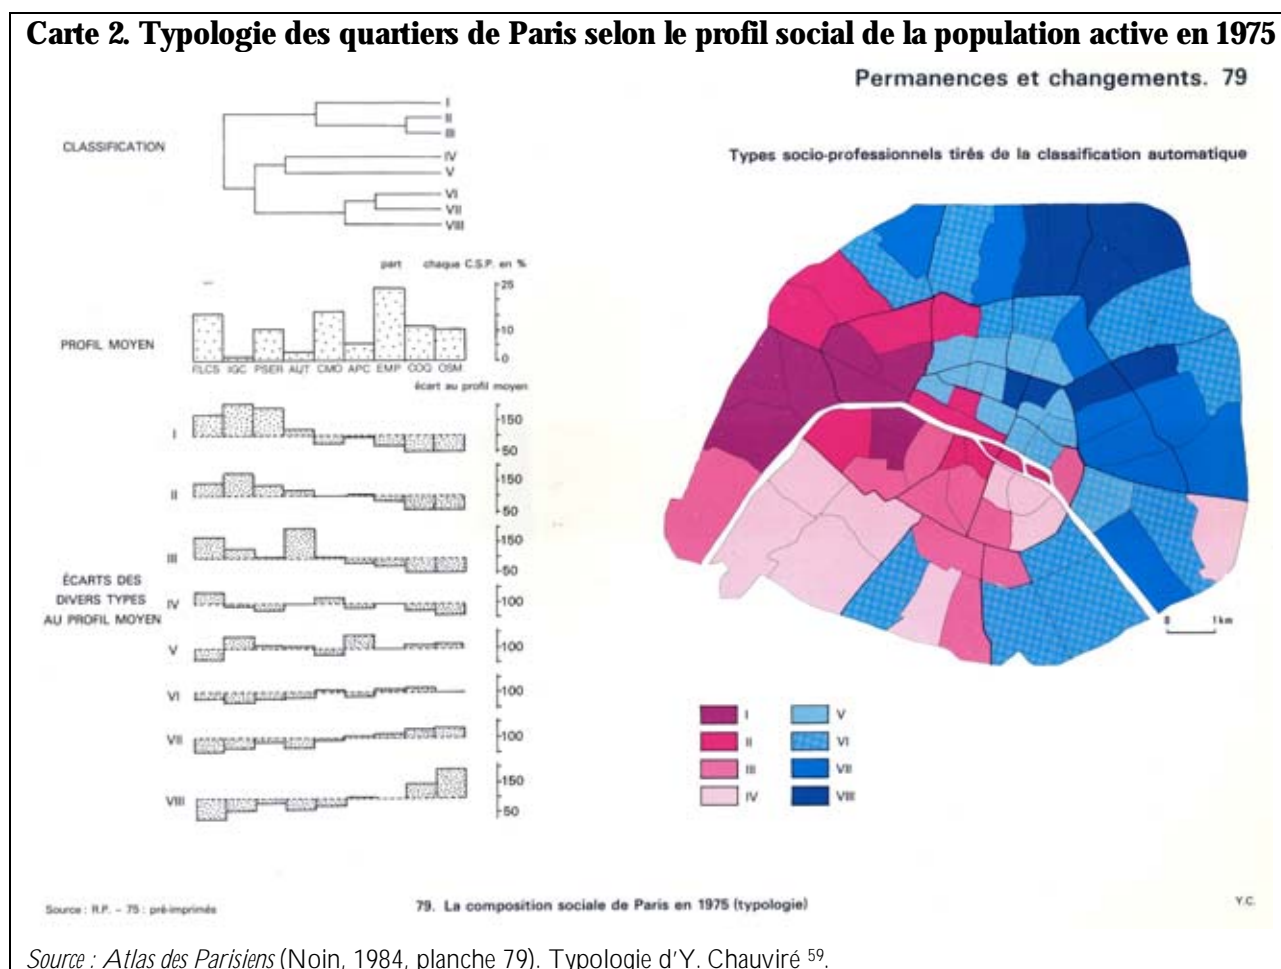 Carte 2. Typologie des quartiers de Paris selon le profil social de la population active en 1975
Permanences et changements. 79
CLASSIFICATION
I
II
III
IV
V
VI
VII
VIII
Types socio-professionnels tirés de la classification automatique
part chaque C.S.P. en %
25
10
0
PROFIL MOYEN
PLCS IGC PSER AUT CMO APC EMP COQ OSM
écart au profil moyen
I
150
50
II
150
50
III
150
50
ÉCARTS DES
DIVERS TYPES
AU PROFIL MOYEN
IV
100
V
100
VI
100
VII
100
VIII
150
50
0 1 km
I
II
III
IV
V
VI
VII
VIII
Source : R.P. – 75 : pré-imprimés
79. La composition sociale de Paris en 1975 (typologie)
Y.C.
Source : Atlas des Parisiens (Noin, 1984, planche 79). Typologie d'Y. Chauviré 59.